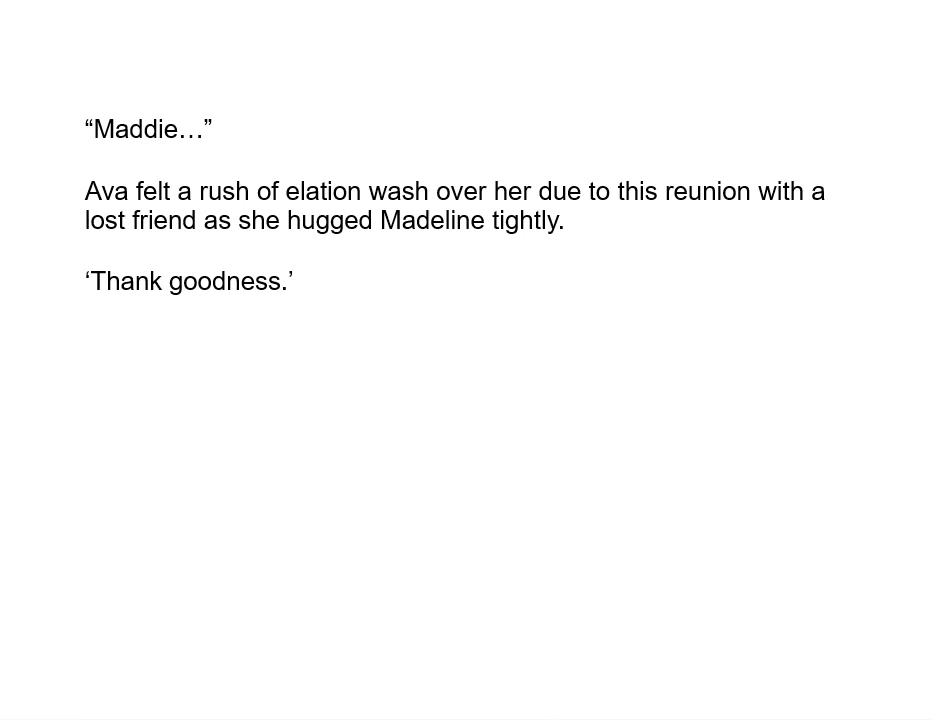 “Maddie…”
Ava felt a rush of elation wash over her due to this reunion with a
lost friend as she hugged Madeline tightly.
‘Thank goodness.’